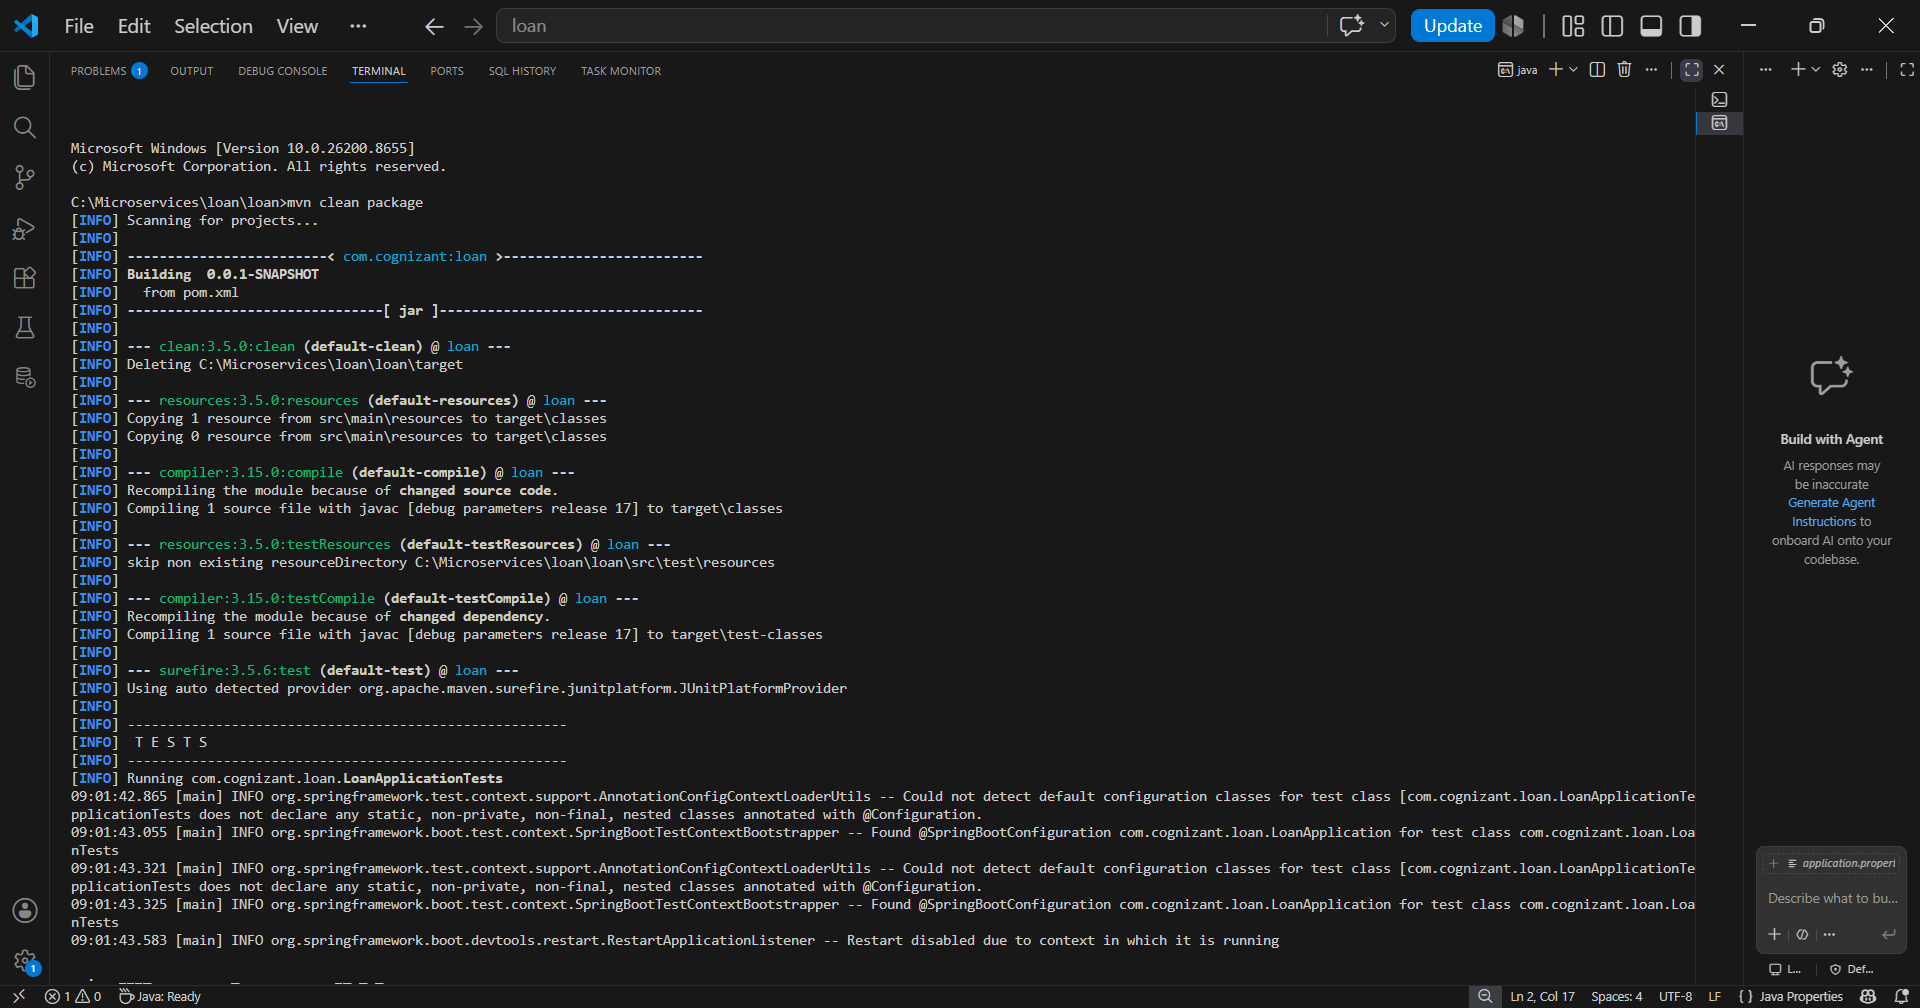 File Edit Selection View ··· loan Update
PROBLEMS 1 OUTPUT DEBUG CONSOLE TERMINAL PORTS SQL HISTORY TASK MONITOR java
Microsoft Windows [Version 10.0.26200.8655]
(c) Microsoft Corporation. All rights reserved.
C:\Microservices\loan\loan>mvn clean package
[INFO] Scanning for projects...
[INFO]
[INFO] -------------------------< com.cognizant:loan >-------------------------
[INFO] Building  0.0.1-SNAPSHOT
[INFO]   from pom.xml
[INFO] --------------------------------[ jar ]---------------------------------
[INFO]
[INFO] --- clean:3.5.0:clean (default-clean) @ loan ---
[INFO] Deleting C:\Microservices\loan\loan\target
[INFO]
[INFO] --- resources:3.5.0:resources (default-resources) @ loan ---
[INFO] Copying 1 resource from src\main\resources to target\classes
[INFO] Copying 0 resource from src\main\resources to target\classes
[INFO]
[INFO] --- compiler:3.15.0:compile (default-compile) @ loan ---
[INFO] Recompiling the module because of changed source code.
[INFO] Compiling 1 source file with javac [debug parameters release 17] to target\classes
[INFO]
[INFO] --- resources:3.5.0:testResources (default-testResources) @ loan ---
[INFO] skip non existing resourceDirectory C:\Microservices\loan\loan\src\test\resources
[INFO]
[INFO] --- compiler:3.15.0:testCompile (default-testCompile) @ loan ---
[INFO] Recompiling the module because of changed dependency.
[INFO] Compiling 1 source file with javac [debug parameters release 17] to target\test-classes
[INFO]
[INFO] --- surefire:3.5.6:test (default-test) @ loan ---
[INFO] Using auto detected provider org.apache.maven.surefire.junitplatform.JUnitPlatformProvider
[INFO]
[INFO] -------------------------------------------------------
[INFO]  T E S T S
[INFO] -------------------------------------------------------
[INFO] Running com.cognizant.loan.LoanApplicationTests
09:01:42.865 [main] INFO org.springframework.test.context.support.AnnotationConfigContextLoaderUtils -- Could not detect default configuration classes for test class [com.cognizant.loan.LoanApplicationTe
pplicationTests does not declare any static, non-private, non-final, nested classes annotated with @Configuration.
09:01:43.055 [main] INFO org.springframework.boot.test.context.SpringBootTestContextBootstrapper -- Found @SpringBootConfiguration com.cognizant.loan.LoanApplication for test class com.cognizant.loan.Loa
nTests
09:01:43.321 [main] INFO org.springframework.test.context.support.AnnotationConfigContextLoaderUtils -- Could not detect default configuration classes for test class [com.cognizant.loan.LoanApplicationTe
pplicationTests does not declare any static, non-private, non-final, nested classes annotated with @Configuration.
09:01:43.325 [main] INFO org.springframework.boot.test.context.SpringBootTestContextBootstrapper -- Found @SpringBootConfiguration com.cognizant.loan.LoanApplication for test class com.cognizant.loan.Loa
nTests
09:01:43.583 [main] INFO org.springframework.boot.devtools.restart.RestartApplicationListener -- Restart disabled due to context in which it is running
Build with Agent
AI responses may
be inaccurate
Generate Agent
Instructions to
onboard AI onto your
codebase.
application.propert
Describe what to bu...
L... Def...
1
1 0 Java: Ready Ln 2, Col 17 Spaces: 4 UTF-8 LF { } Java Properties